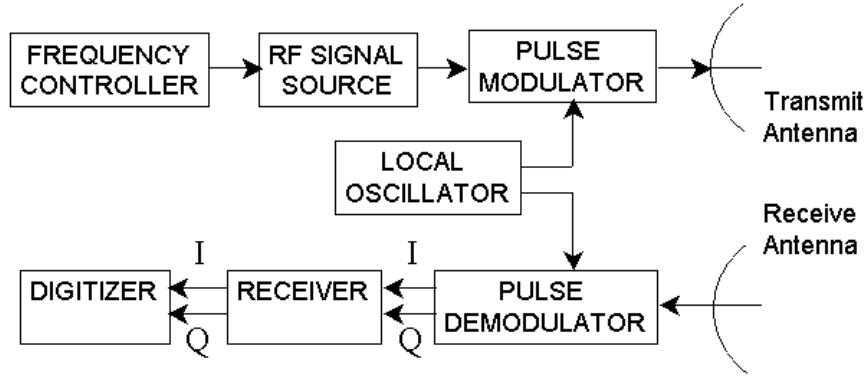 FREQUENCY
CONTROLLER
RF SIGNAL
SOURCE
PULSE
MODULATOR
Transmit
Antenna
LOCAL
OSCILLATOR
Receive
Antenna
I
I
DIGITIZER
RECEIVER
PULSE
DEMODULATOR
Q
Q